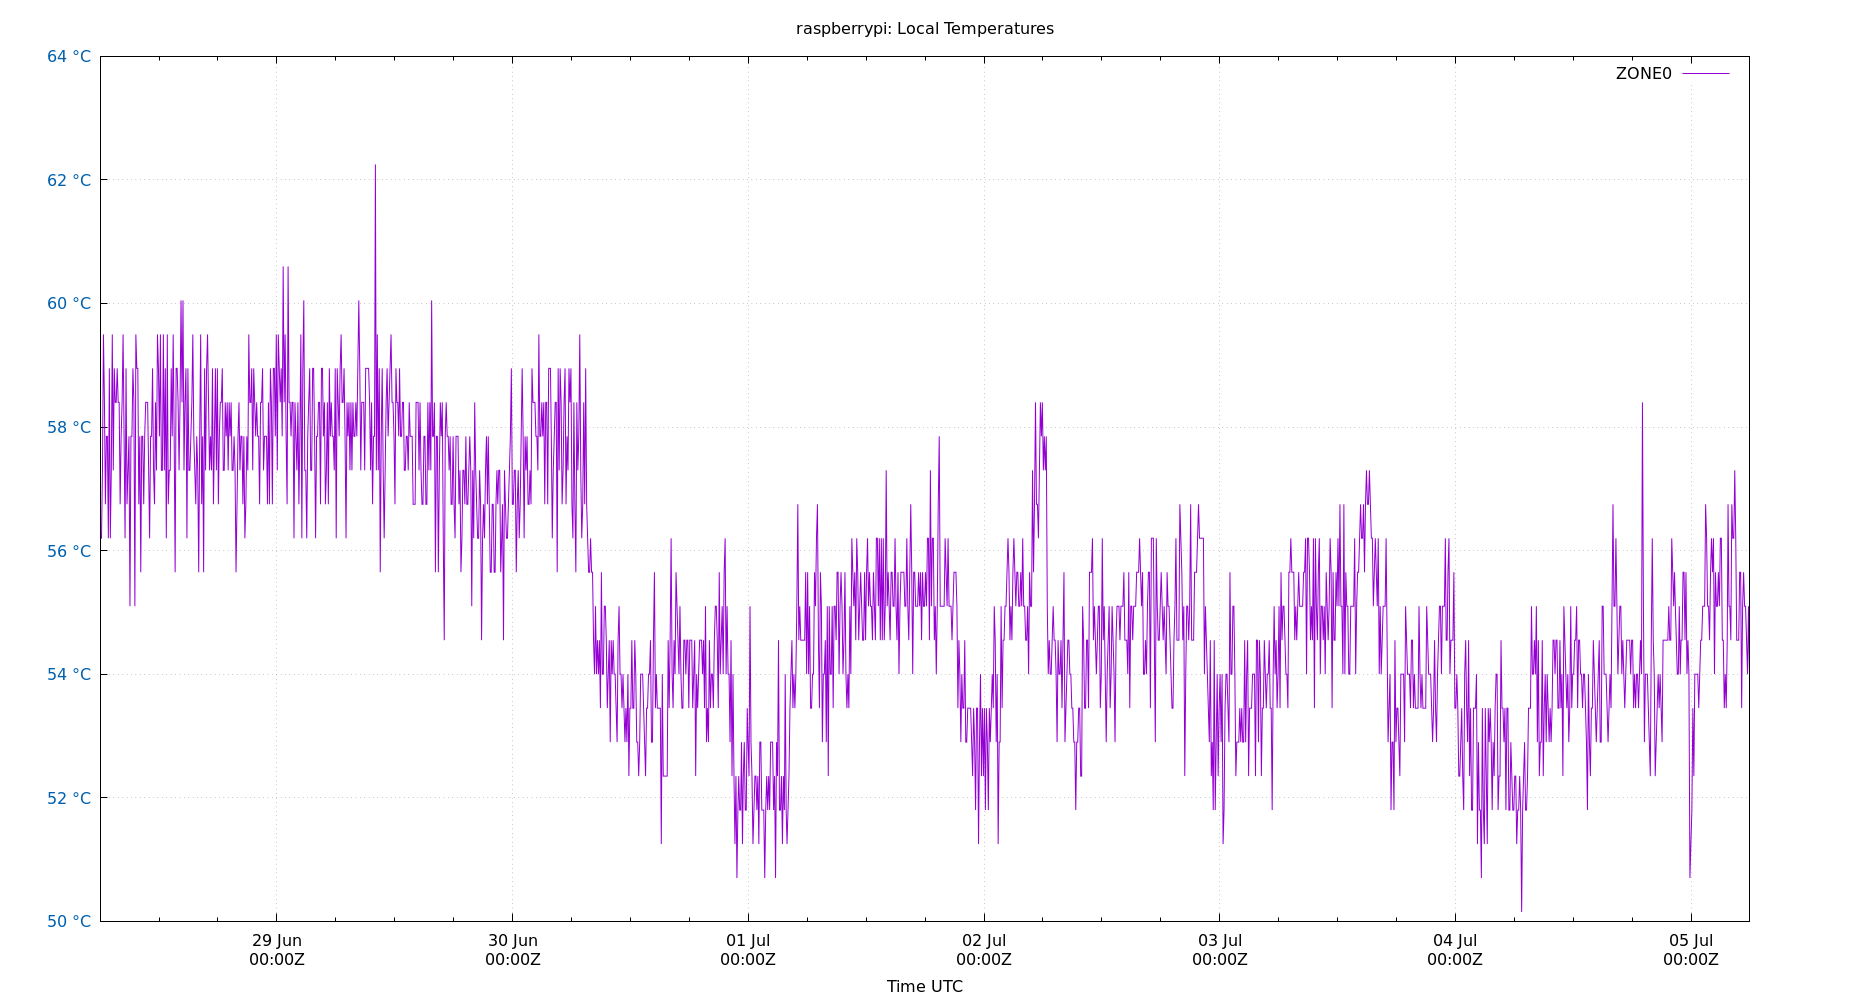 raspberrypi: Local Temperatures
64 °C
ZONE0
62 °C
60 °C
58 °C
56 °C
54 °C
52 °C
50 °C
29 Jun 30 Jun 01 Jul 02 Jul 03 Jul 04 Jul 05 Jul
00:00Z 00:00Z 00:00Z 00:00Z 00:00Z 00:00Z 00:00Z
Time UTC